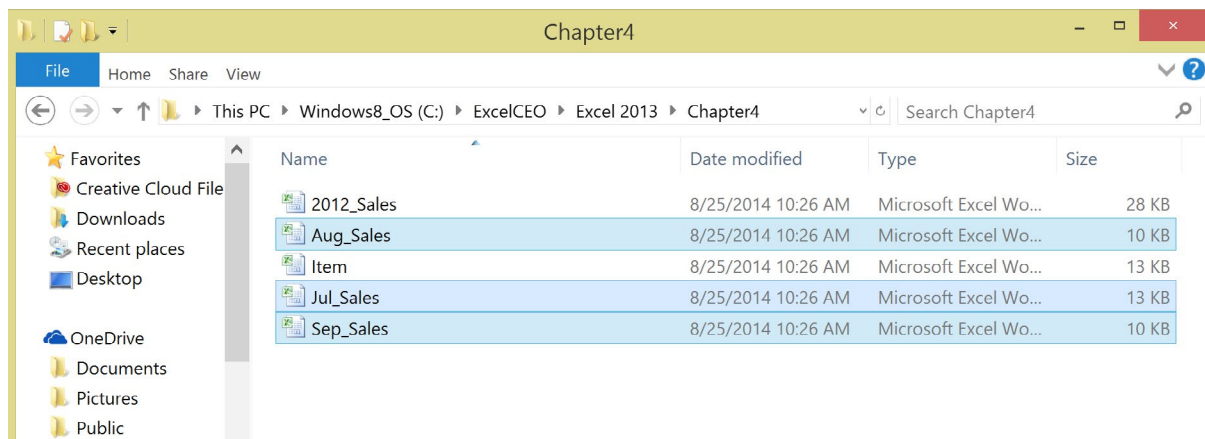 Chapter4
File Home Share View
This PC Windows8_OS (C:) ExcelCEO Excel 2013 Chapter4 Search Chapter4
Favorites
Creative Cloud File
Downloads
Recent places
Desktop
OneDrive
Documents
Pictures
Public
Name Date modified Type Size
2012_Sales 8/25/2014 10:26 AM Microsoft Excel Wo... 28 KB
Aug_Sales 8/25/2014 10:26 AM Microsoft Excel Wo... 10 KB
Item 8/25/2014 10:26 AM Microsoft Excel Wo... 13 KB
Jul_Sales 8/25/2014 10:26 AM Microsoft Excel Wo... 13 KB
Sep_Sales 8/25/2014 10:26 AM Microsoft Excel Wo... 10 KB